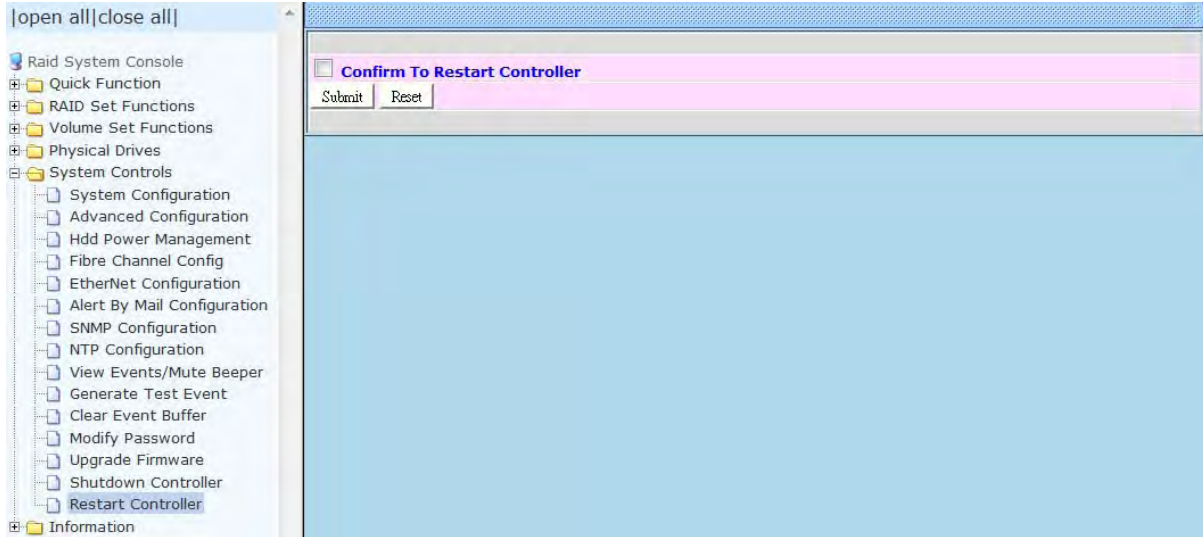 |open all|close all|
Raid System Console
Quick Function
RAID Set Functions
Volume Set Functions
Physical Drives
System Controls
System Configuration
Advanced Configuration
Hdd Power Management
Fibre Channel Config
EtherNet Configuration
Alert By Mail Configuration
SNMP Configuration
NTP Configuration
View Events/Mute Beeper
Generate Test Event
Clear Event Buffer
Modify Password
Upgrade Firmware
Shutdown Controller
Restart Controller
Information
Confirm To Restart Controller
Submit Reset